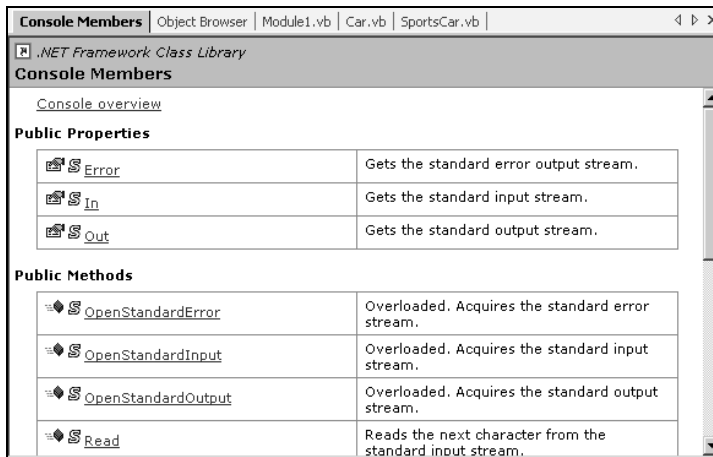 Console Members | Object Browser | Module1.vb | Car.vb | SportsCar.vb |
.NET Framework Class Library
Console Members
Console overview
Public Properties
S Error Gets the standard error output stream.
S In Gets the standard input stream.
S Out Gets the standard output stream.
Public Methods
S OpenStandardError Overloaded. Acquires the standard error
stream.
S OpenStandardInput Overloaded. Acquires the standard input
stream.
S OpenStandardOutput Overloaded. Acquires the standard output
stream.
S Read Reads the next character from the
standard input stream.